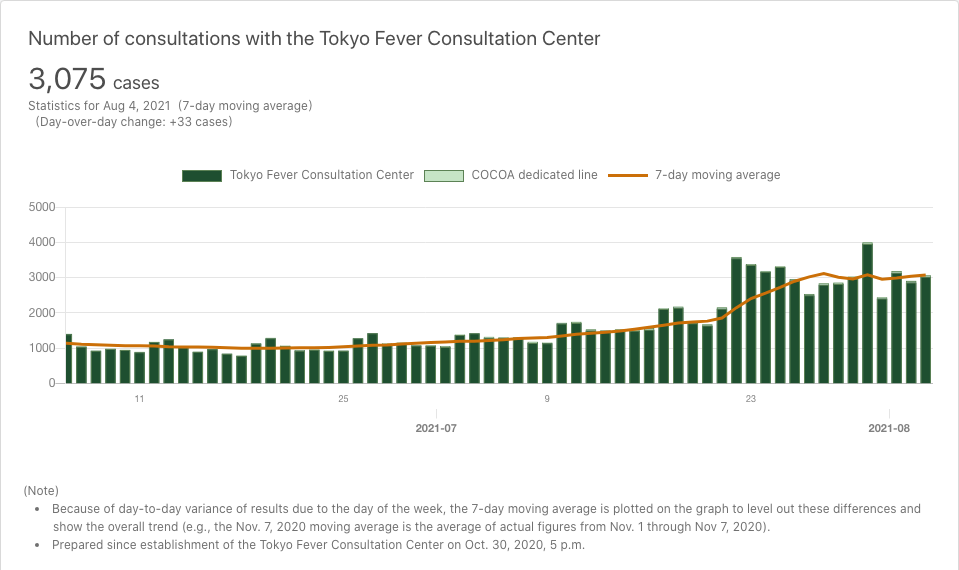 Number of consultations with the Tokyo Fever Consultation Center
3,075 cases
Statistics for Aug 4, 2021 (7-day moving average)
(Day-over-day change: +33 cases)
Tokyo Fever Consultation Center COCOA dedicated line 7-day moving average
5000
4000
3000
2000
1000
0
11 25 9 23
2021-07 2021-08
(Note)
• Because of day-to-day variance of results due to the day of the week, the 7-day moving average is plotted on the graph to level out these differences and
show the overall trend (e.g., the Nov. 7, 2020 moving average is the average of actual figures from Nov. 1 through Nov 7, 2020).
• Prepared since establishment of the Tokyo Fever Consultation Center on Oct. 30, 2020, 5 p.m.